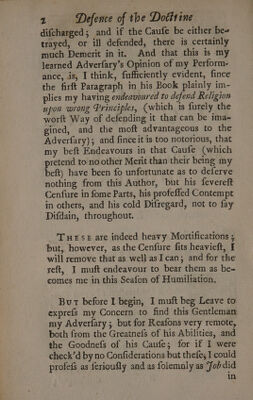 2 Defence of the Doctrine
diſcharged; and if the Cauſe be either be-
trayed, or ill defended, there is certainly
much Demerit in it. And that this is my
learned Adverſary's Opinion of my Perform-
ance, is, I think, ſufficiently evident, ſince
the firſt Paragraph in his Book plainly im-
plies my having endeavoured to defend Religion
upon wrong Principles, (which is ſurely the
worſt Way of defending it that can be ima-
gined, and the moſt advantageous to the
Adverſary); and ſince it is too notorious, that
my beſt Endeavours in that Cauſe (which
pretend to no other Merit than their being my
beſt) have been ſo unfortunate as to deſerve
nothing from this Author, but his ſevereſt
Cenſure in ſome Parts, his profeſſed Contempt
in others, and his cold Diſregard, not to ſay
Diſdain, throughout.
THESE are indeed heavy Mortifications;
but, however, as the Cenſure ſits heavieſt, I
will remove that as well as I can; and for the
reſt, I muſt endeavour to bear them as be-
comes me in this Seaſon of Humiliation.
BUT before I begin, I muſt beg Leave to
expreſs my Concern to find this Gentleman
my Adverſary; but for Reaſons very remote,
both from the Greatneſs of his Abilities, and
the Goodneſs of his Cauſe; for if I were
check'd by no Conſiderations but theſe, I could
profeſs as ſeriouſly and as ſolemnly as Job did
in